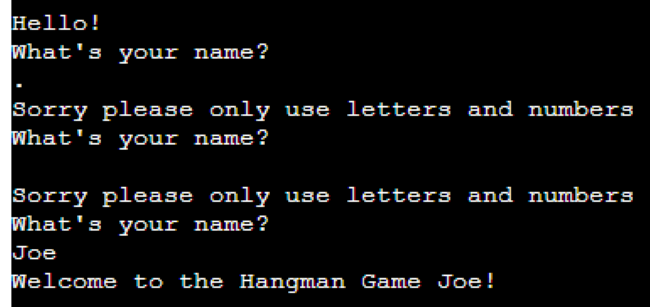 Hello!
What's your name?
.
Sorry please only use letters and numbers
What's your name?

Sorry please only use letters and numbers
What's your name?
Joe
Welcome to the Hangman Game Joe!